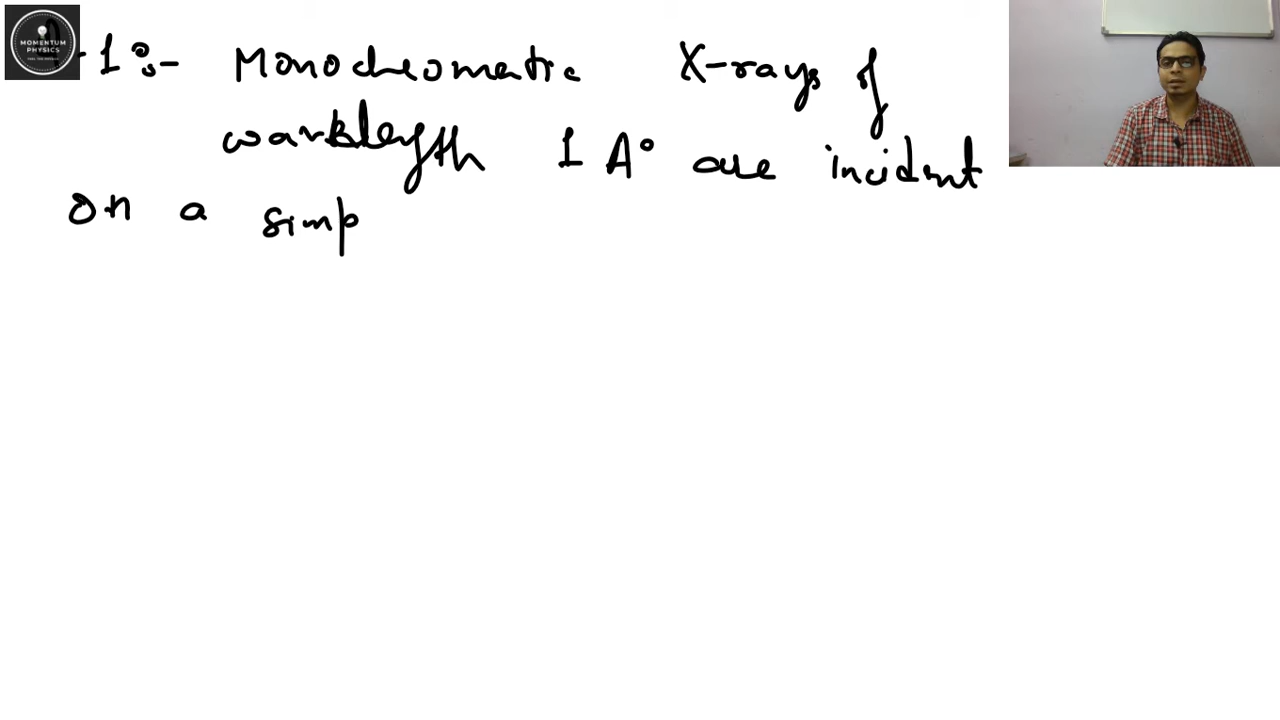 MOMENTUM
PHYSICS
-1:- Monochromatic X-rays of
wavelength 1 A° are incident
on a simp